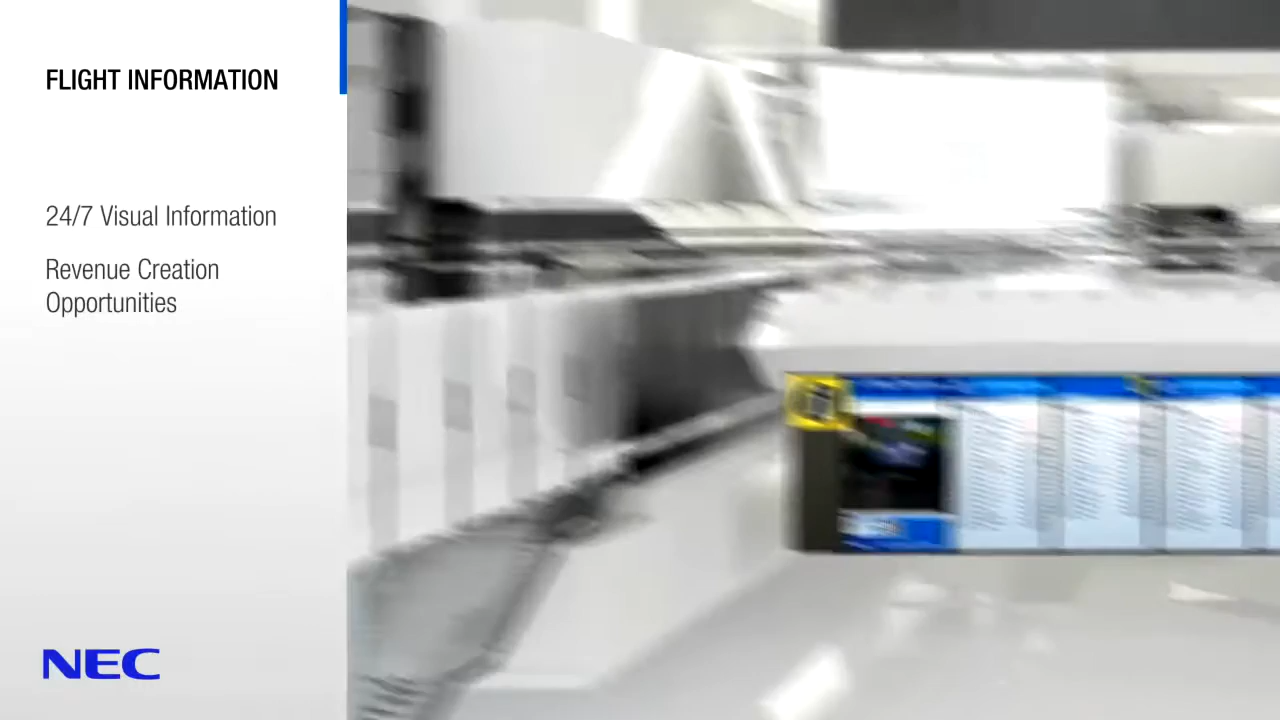 FLIGHT INFORMATION
24/7 Visual Information
Revenue Creation
Opportunities
NEC